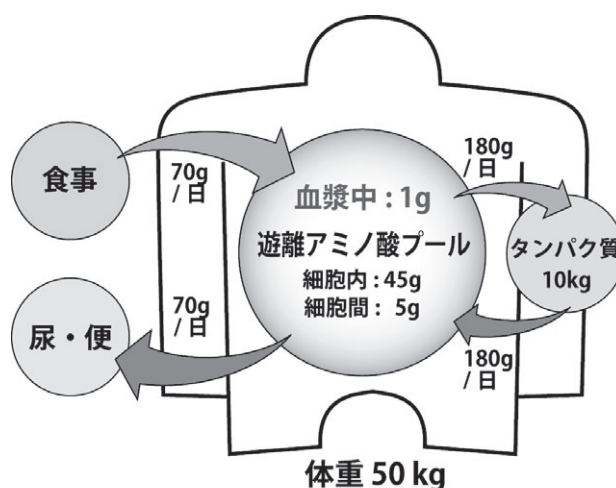 食事
70g
/ 日
血漿中 : 1g
遊離アミノ酸プール
細胞内 : 45g
細胞間 :  5g
180g
/ 日
タンパク質
10kg
尿・便
70g
/ 日
180g
/ 日
体重 50 kg